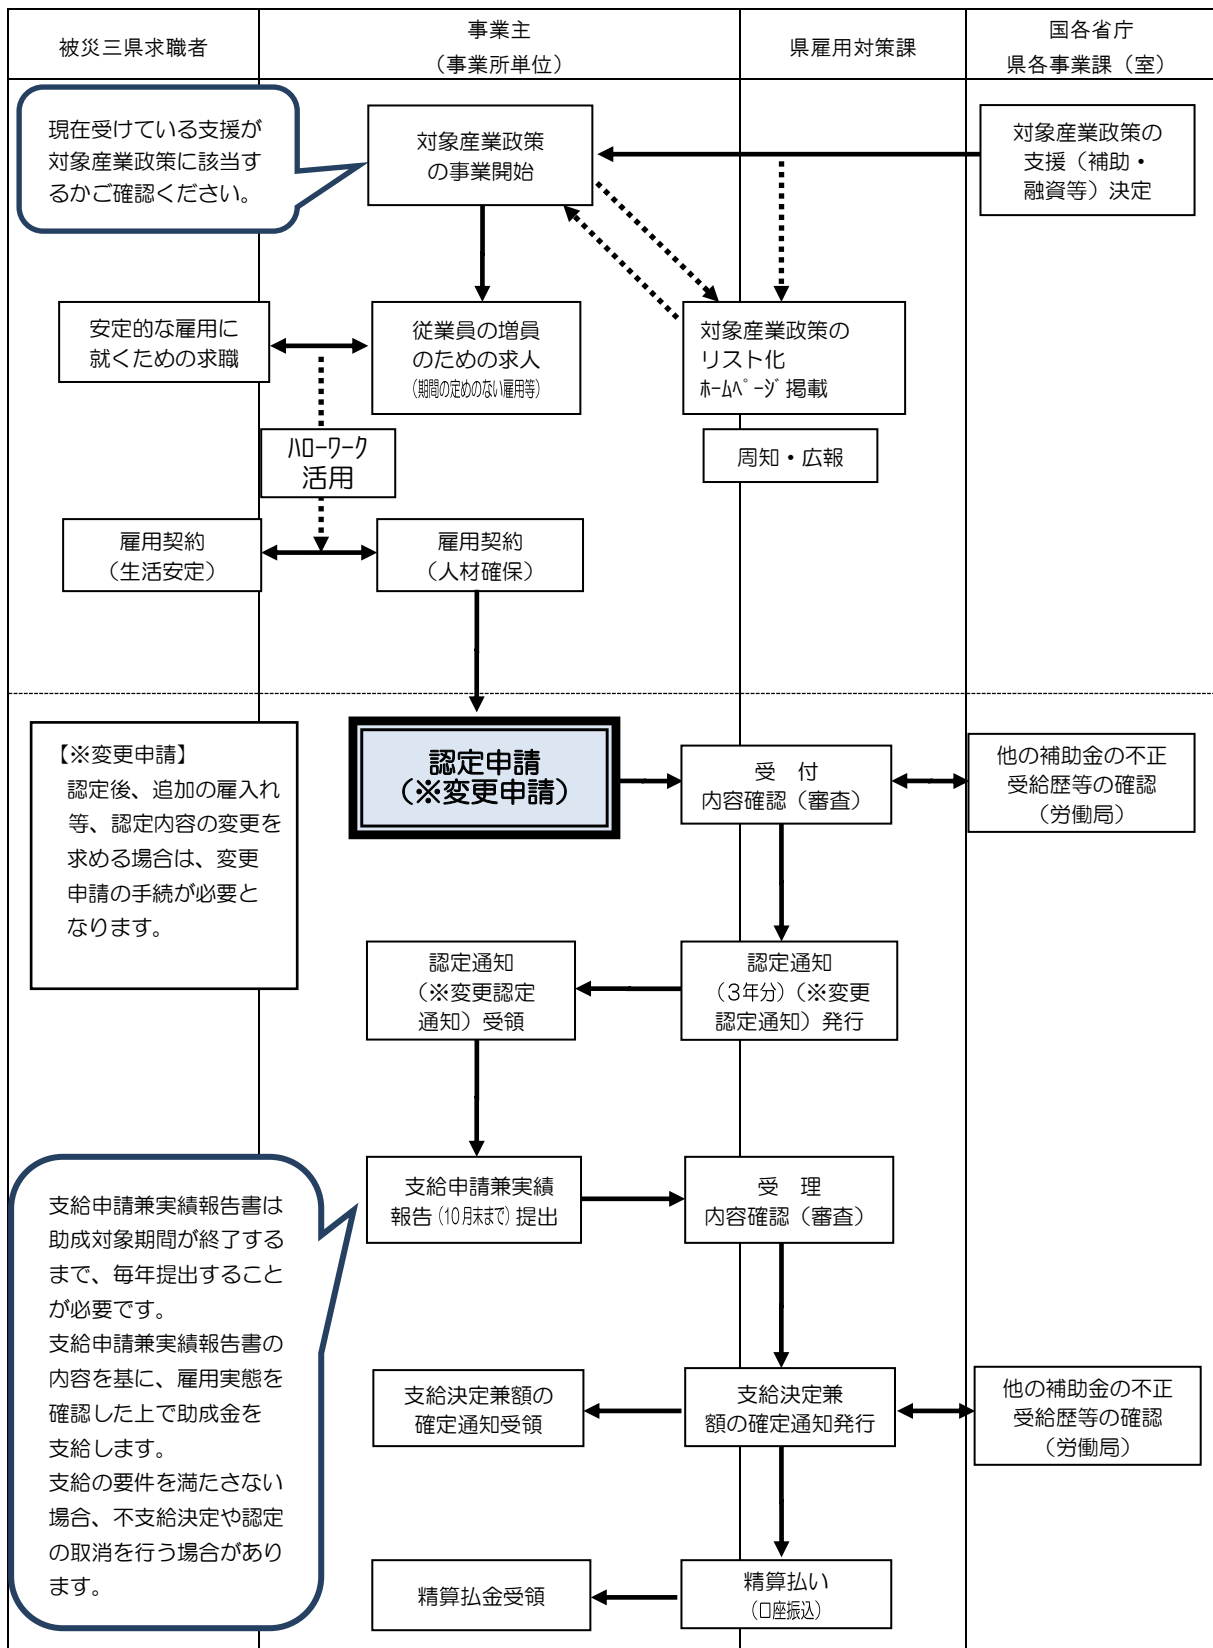 被災三県求職者
事業主
（事業所単位）
県雇用対策課
国各省庁
県各事業課（室）
現在受けている支援が
対象産業政策に該当す
るかご確認ください。
対象産業政策
の事業開始
対象産業政策の
支援（補助・
融資等）決定
安定的な雇用に
就くための求職
従業員の増員
のための求人
（期間の定めのない雇用等）
対象産業政策の
リスト化
ﾎｰﾑﾍﾟｰｼﾞ掲載
ﾊﾛｰﾜｰｸ
活用
周知・広報
雇用契約
（生活安定）
雇用契約
（人材確保）
【※変更申請】
認定後、追加の雇入れ
等、認定内容の変更を
求める場合は、変更
申請の手続が必要と
なります。
認定申請
（※変更申請）
受　付
内容確認（審査）
他の補助金の不正
受給歴等の確認
（労働局）
認定通知
（※変更認定
通知）受領
認定通知
（３年分）（※変更
認定通知）発行
支給申請兼実績報告書は
助成対象期間が終了する
まで、毎年提出すること
が必要です。
支給申請兼実績報告書の
内容を基に、雇用実態を
確認した上で助成金を
支給します。
支給の要件を満たさない
場合、不支給決定や認定
の取消を行う場合があり
ます。
支給申請兼実績
報告（10月末まで）提出
受　理
内容確認（審査）
支給決定兼額の
確定通知受領
支給決定兼
額の確定通知発行
他の補助金の不正
受給歴等の確認
（労働局）
精算払金受領
精算払い
（口座振込）